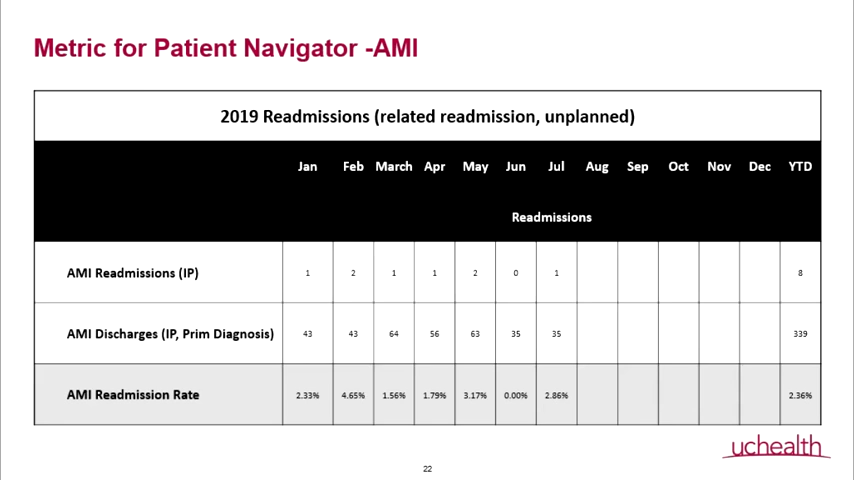 Metric for Patient Navigator -AMI
2019 Readmissions (related readmission, unplanned)
Jan Feb March Apr May Jun Jul Aug Sep Oct Nov Dec YTD
Readmissions
AMI Readmissions (IP) 1 2 1 1 2 0 1 8
AMI Discharges (IP, Prim Diagnosis) 43 43 64 56 63 35 35 339
AMI Readmission Rate 2.33% 4.65% 1.56% 1.79% 3.17% 0.00% 2.86% 2.36%
uchealth
22